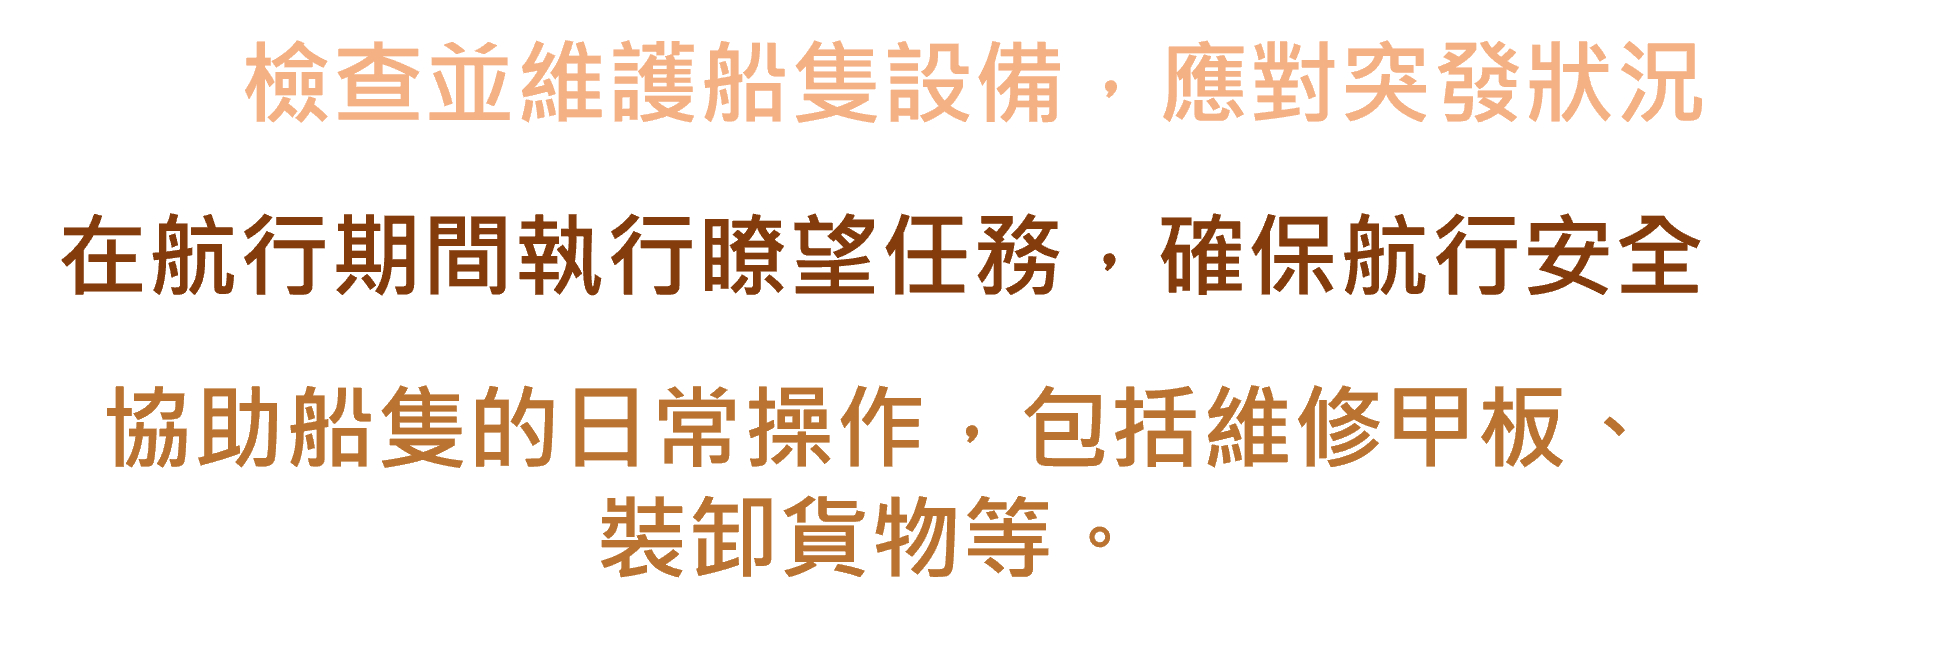 檢查並維護船隻設備，應對突發狀況
在航行期間執行瞭望任務，確保航行安全
協助船隻的日常操作，包括維修甲板、
裝卸貨物等。